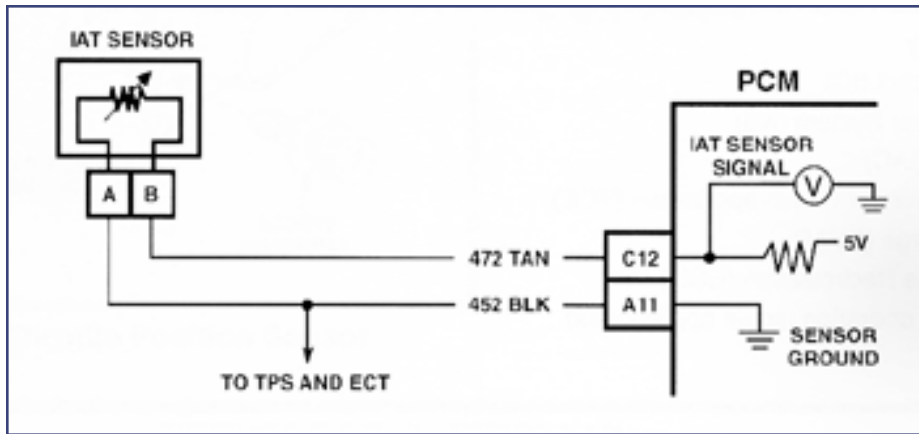 IAT SENSOR
PCM
IAT SENSOR
SIGNAL
V
A B
5V
472 TAN
C12
452 BLK
A11
SENSOR
GROUND
TO TPS AND ECT